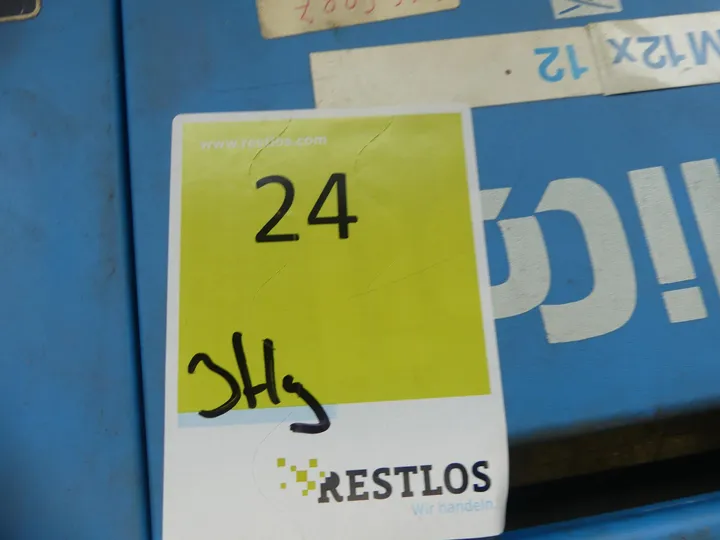 www.restlos.com
24
3Hg
RESTLOS
Wir handeln.
M12x
12